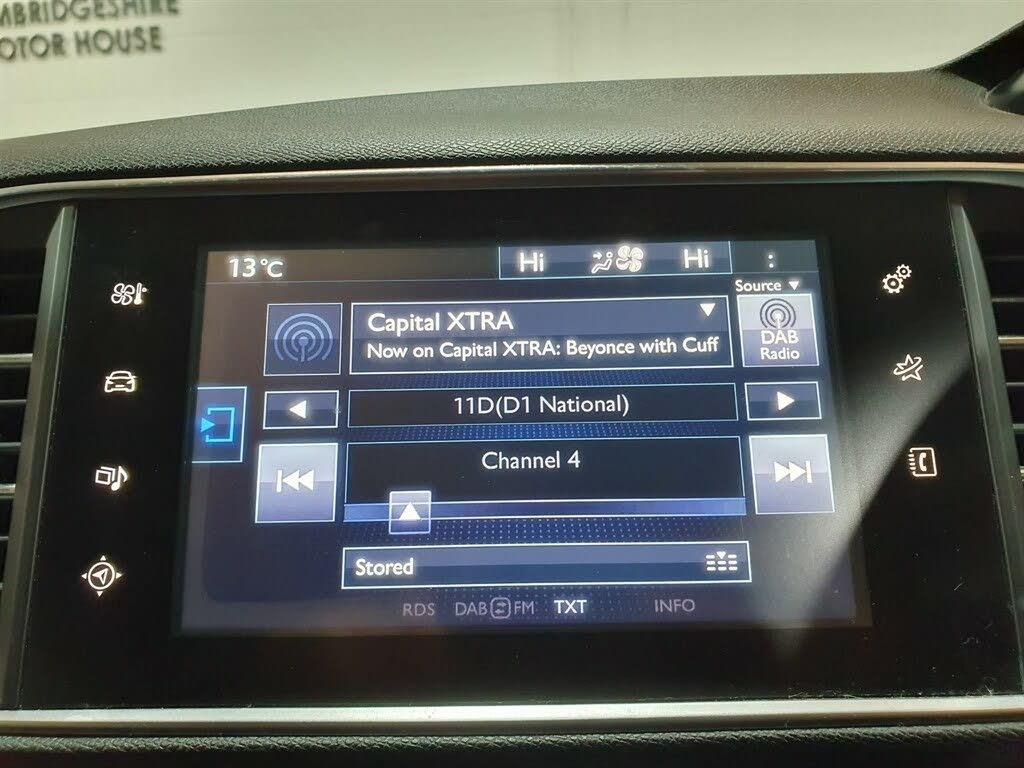 MBRIDGESHIRE
OTOR HOUSE
13°C
Hi
Hi
Source
Capital XTRA
Now on Capital XTRA: Beyonce with Cuff
DAB
Radio
11D(D1 National)
Channel 4
Stored
RDS DAB FM TXT INFO